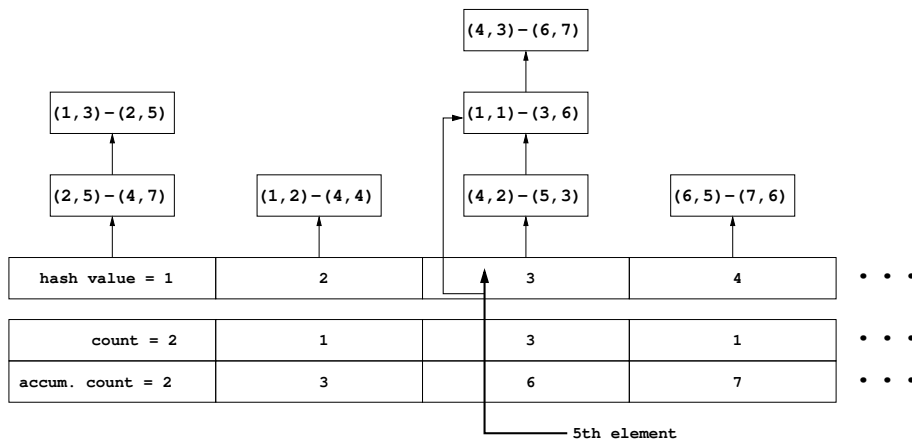 (4,3)–(6,7)
(1,3)–(2,5)
(1,1)–(3,6)
(2,5)–(4,7)
(1,2)–(4,4)
(4,2)–(5,3)
(6,5)–(7,6)
hash value = 1 2 3 4 • • •
count = 2 1 3 1 • • •
accum. count = 2 3 6 7 • • •
5th element